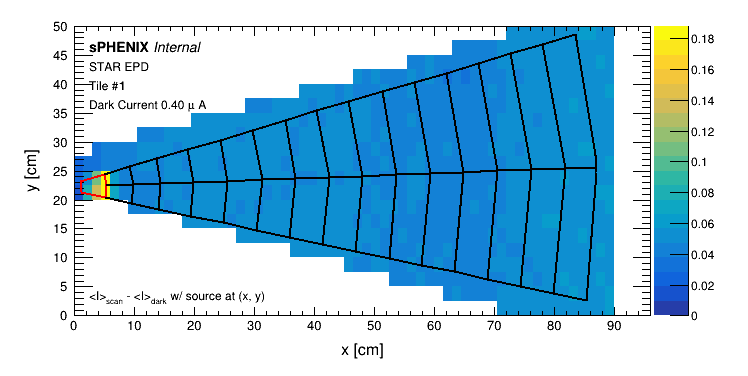 sPHENIX Internal
STAR EPD
Tile #1
Dark Current 0.40 μ A
<I>scan - <I>dark w/ source at (x, y)
y [cm]
50
45
40
35
30
25
20
15
10
5
0
0 10 20 30 40 50 60 70 80 90
x [cm]
0.18
0.16
0.14
0.12
0.1
0.08
0.06
0.04
0.02
0